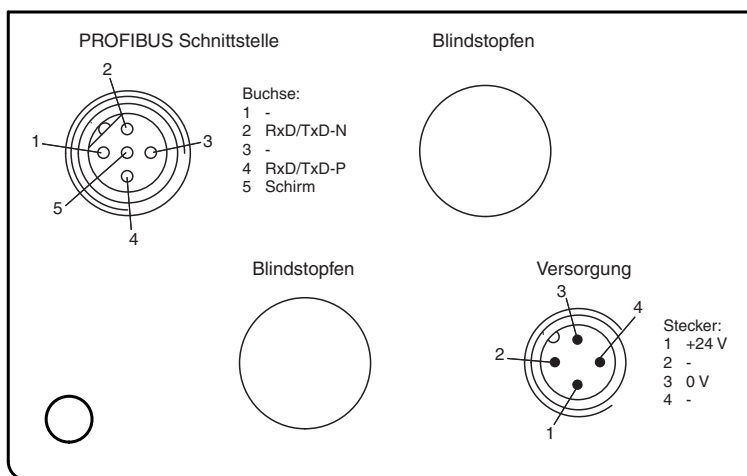 PROFIBUS Schnittstelle
2
1
3
5
4
Buchse:
1 -
2 RxD/TxD-N
3 -
4 RxD/TxD-P
5 Schirm
Blindstopfen
Blindstopfen
Versorgung
3
4
2
1
Stecker:
1 +24 V
2 -
3 0 V
4 -